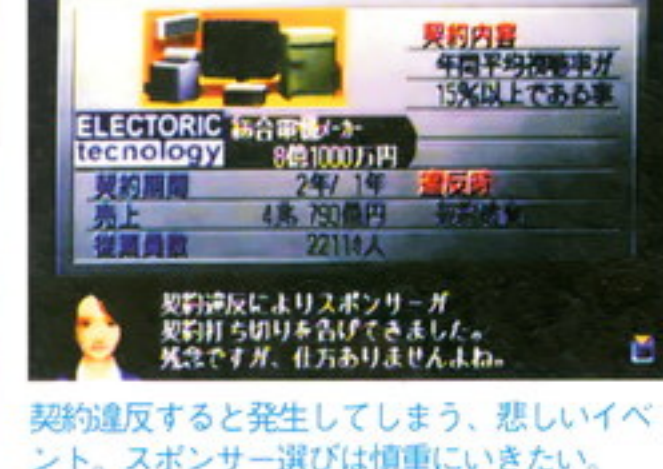 契約内容
年間平均視聴率が
15%以上である事
ELECTORIC 総合電機メーカー
tecnology 8億1000万円
契約期間 2年/ 1年 違反時
売上 4兆 790億円 契約破棄
従業員数 22114人
契約違反によりスポンサーが
契約打ち切りを告げてきました。
残念ですが、仕方ありませんよね。
契約違反すると発生してしまう、悲しいイベ
ント。スポンサー選びは慎重にいきたい。